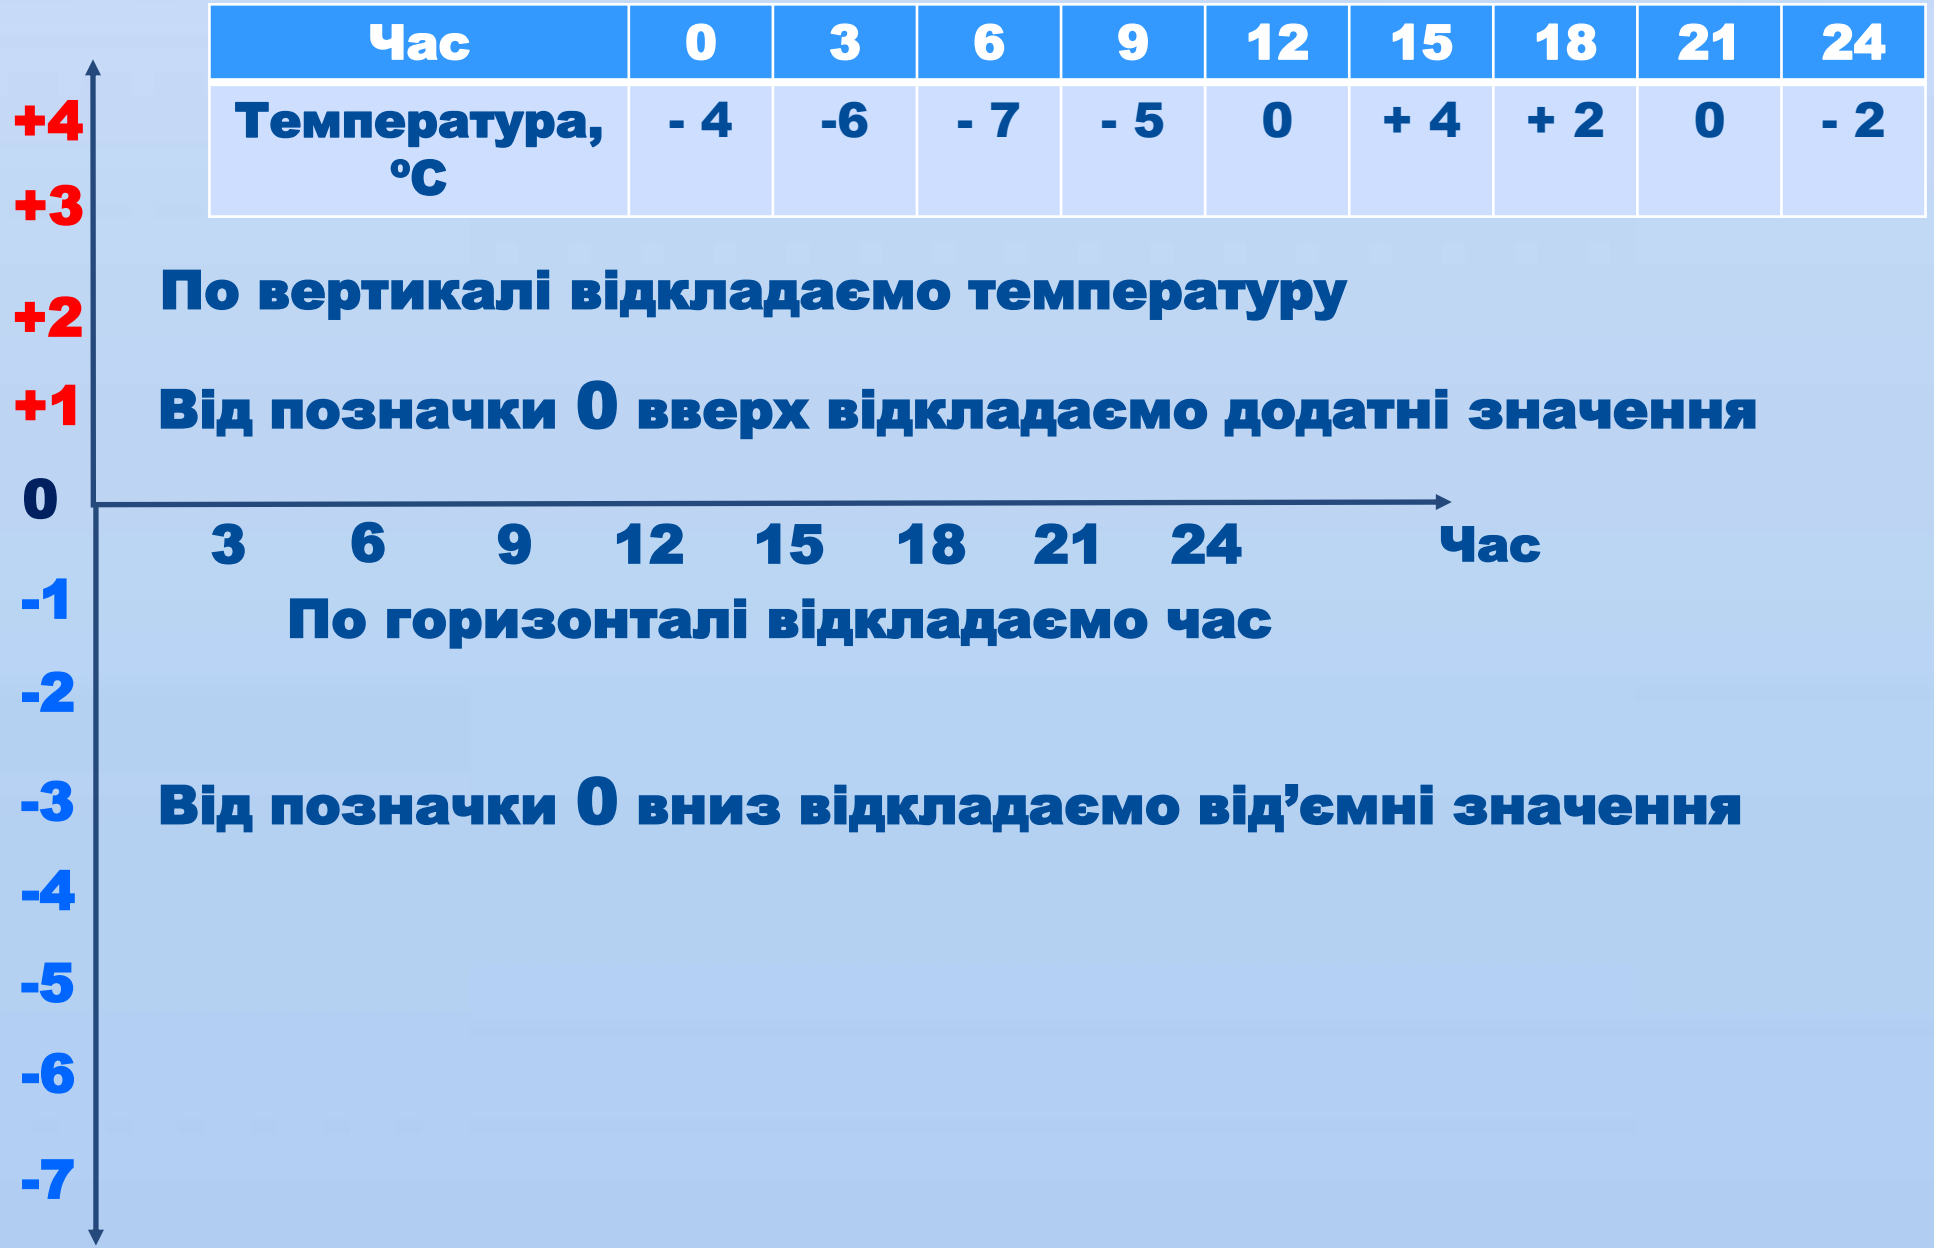 Час 0 3 6 9 12 15 18 21 24
Температура, - 4 -6 - 7 - 5 0 + 4 + 2 0 - 2
ºС
+4
+3
+2
+1
0
-1
-2
-3
-4
-5
-6
-7
По вертикалі відкладаємо температуру
Від позначки 0 вверх відкладаємо додатні значення
3 6 9 12 15 18 21 24 Час
По горизонталі відкладаємо час
Від позначки 0 вниз відкладаємо від’ємні значення